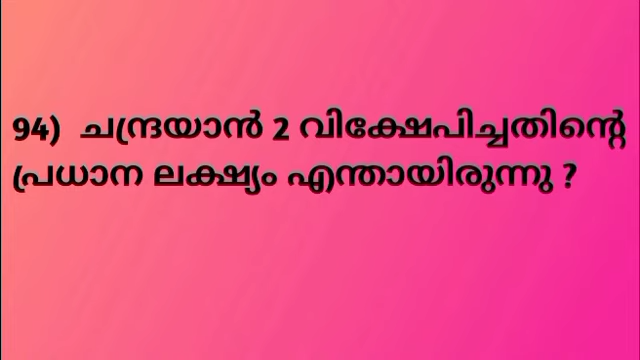 94) ചന്ദ്രയാൻ 2 വിക്ഷേപിച്ചതിന്റെ
പ്രധാന ലക്ഷ്യം എന്തായിരുന്നു ?